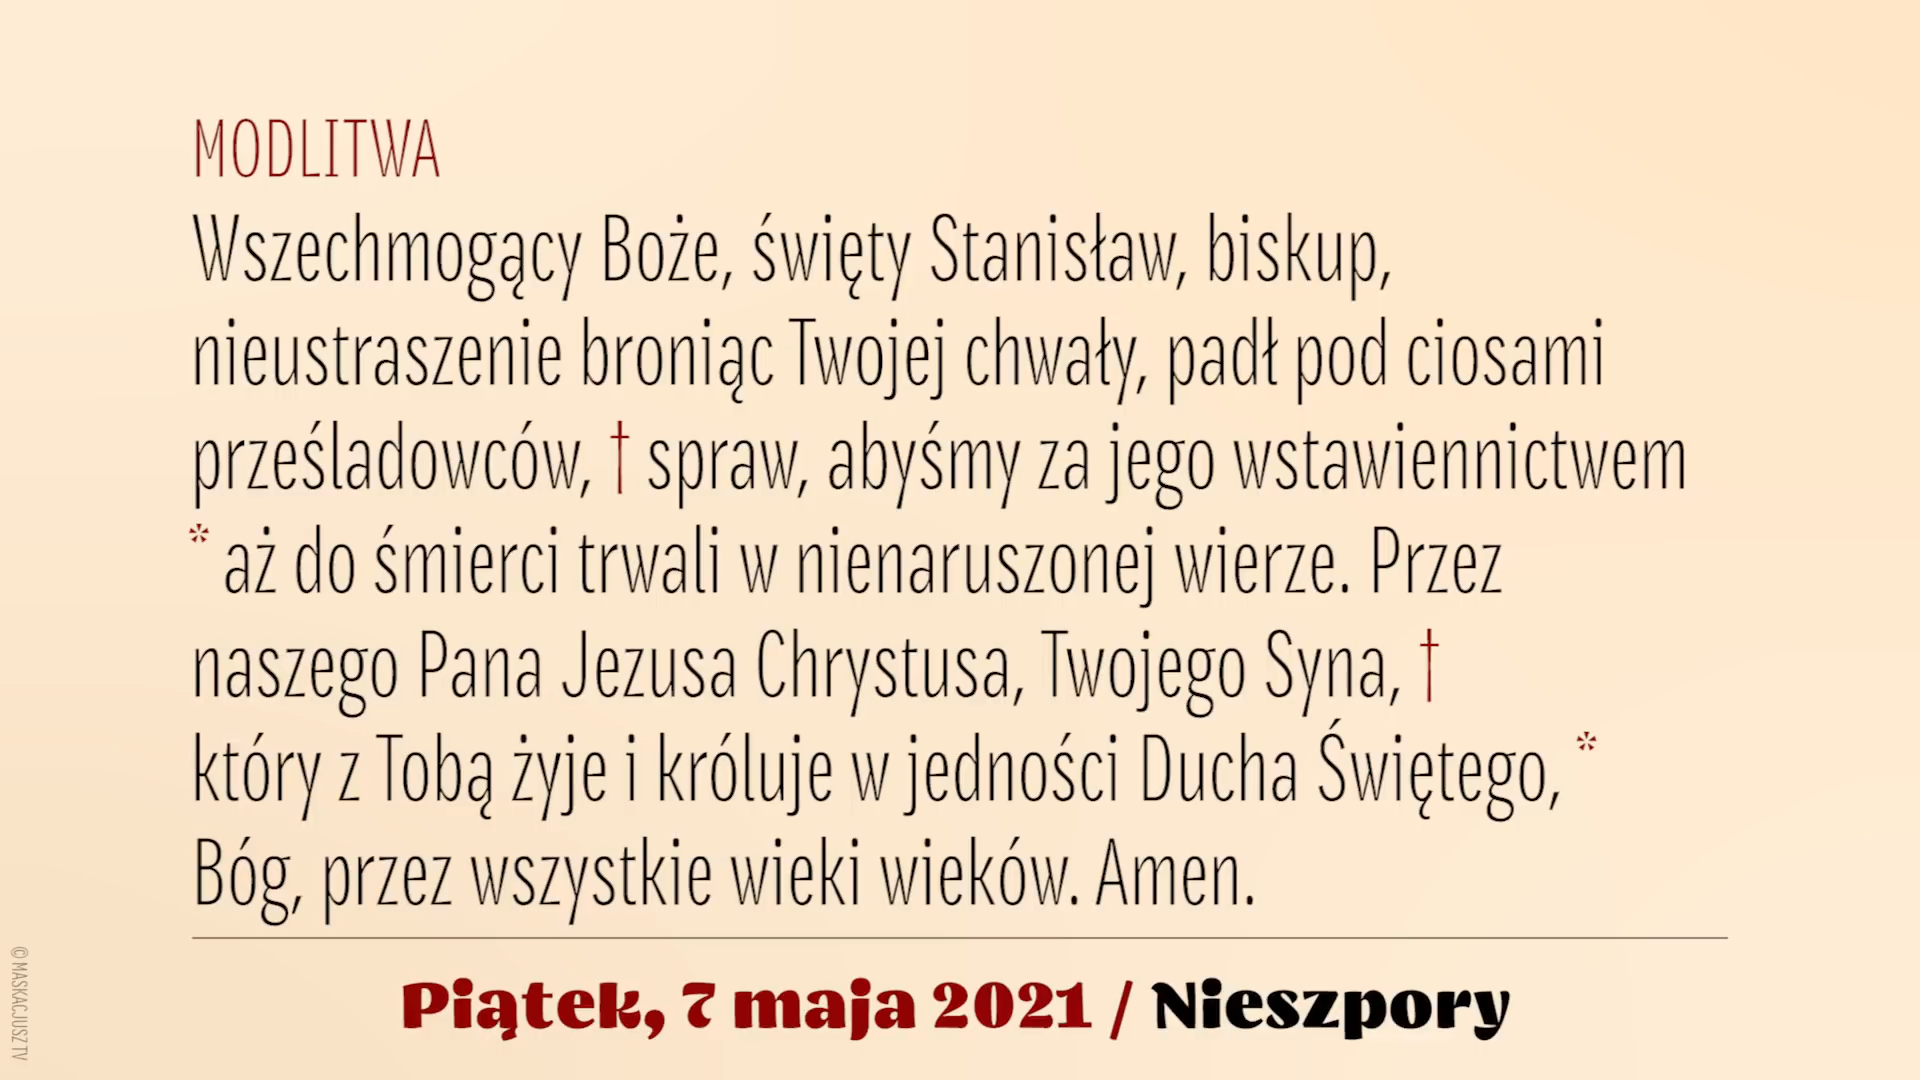 MODLITWA
Wszechmogący Boże, święty Stanisław, biskup,
nieustraszenie broniąc Twojej chwały, padł pod ciosami
prześladowców, † spraw, abyśmy za jego wstawiennictwem
* aż do śmierci trwali w nienaruszonej wierze. Przez
naszego Pana Jezusa Chrystusa, Twojego Syna, †
który z Tobą żyje i króluje w jedności Ducha Świętego, *
Bóg, przez wszystkie wieki wieków. Amen.
Piątek, 7 maja 2021 / Nieszpory
© MASKACJUSZ TV